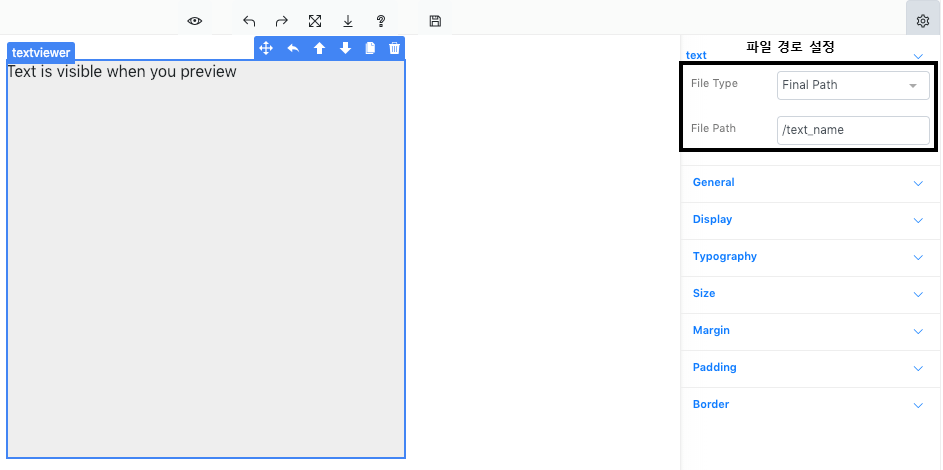 textviewer
Text is visible when you preview
파일 경로 설정
text
File Type
Final Path
File Path
/text_name
General
Display
Typography
Size
Margin
Padding
Border